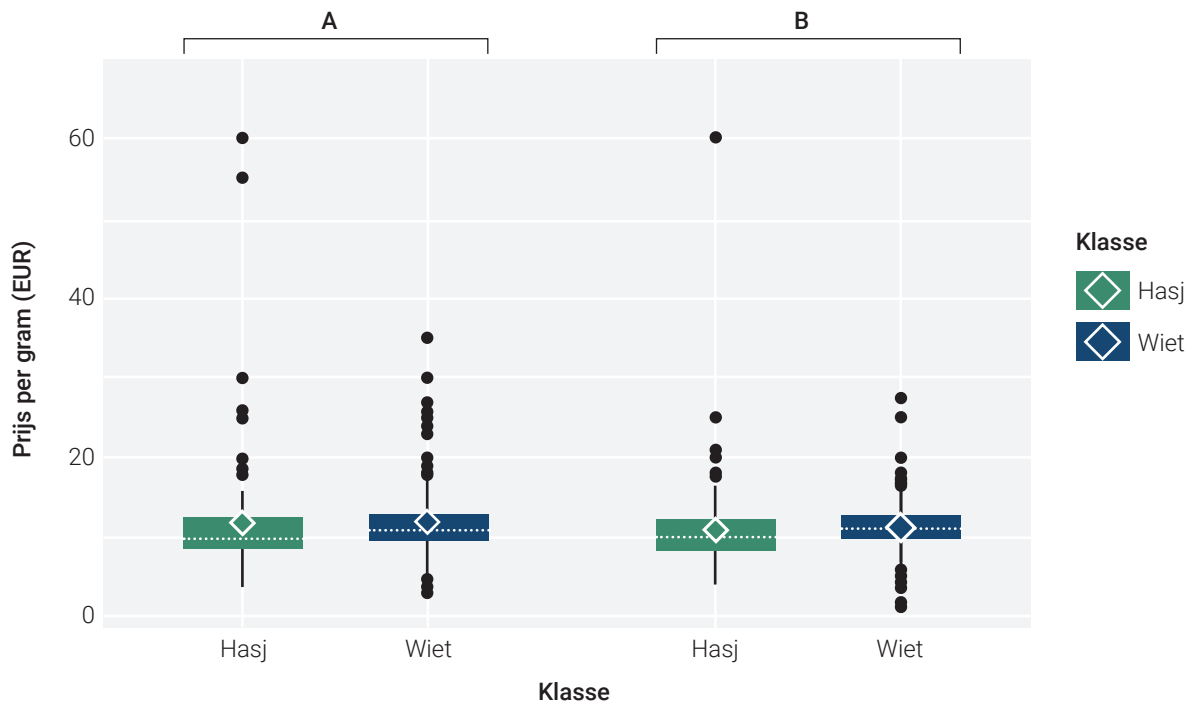 A
B
60
40
20
0
Prijs per gram (EUR)
Hasj
Wiet
Hasj
Wiet
Klasse
Klasse
Hasj
Wiet